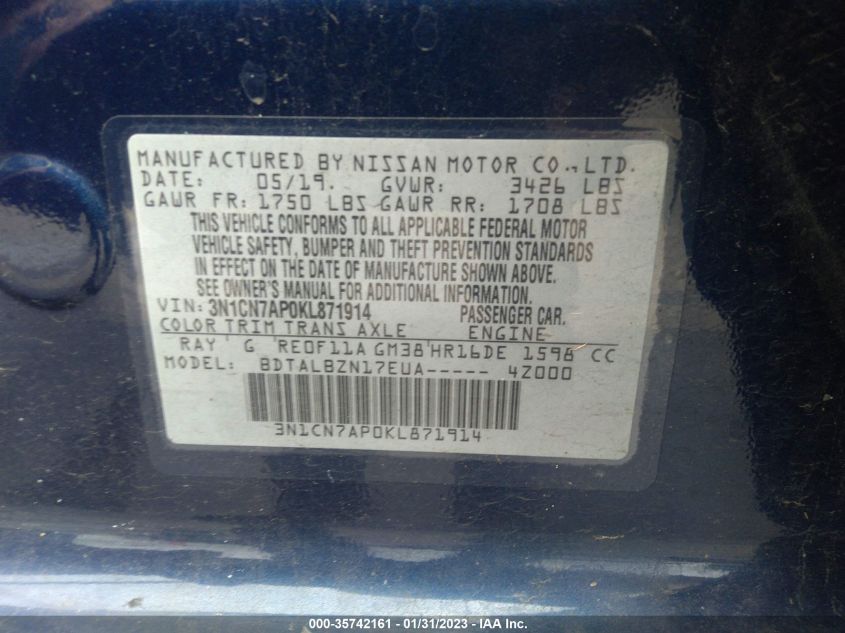 MANUFACTURED BY NISSAN MOTOR CO.,LTD.
DATE: 05/19. GVWR: 3426 LBS
GAWR FR: 1750 LBS GAWR RR: 1708 LBS
THIS VEHICLE CONFORMS TO ALL APPLICABLE FEDERAL MOTOR
VEHICLE SAFETY, BUMPER AND THEFT PREVENTION STANDARDS
IN EFFECT ON THE DATE OF MANUFACTURE SHOWN ABOVE.
SEE OWNER'S MANUAL FOR ADDITIONAL INFORMATION.
VIN: 3N1CN7AP0KL871914 PASSENGER CAR.
COLOR TRIM TRANS AXLE ENGINE
RAY G RE0F11A GM38 HR16DE 1598 CC
MODEL: BDTALBZN17EUA----- 4Z000
3N1CN7AP0KL871914
000-35742161 - 01/31/2023 - IAA Inc.